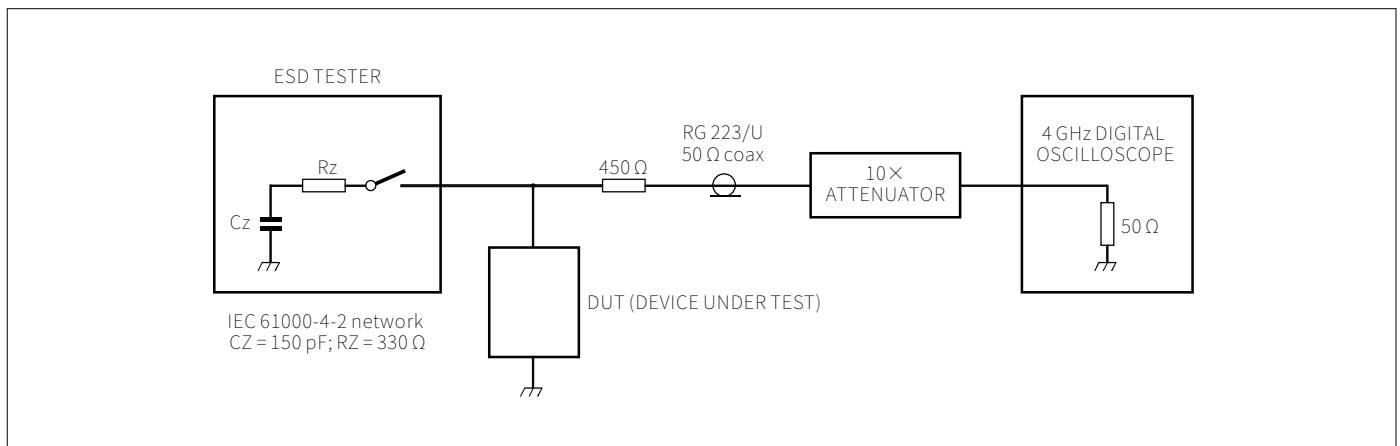 ESD TESTER
Rz
Cz
IEC 61000-4-2 network
CZ = 150 pF; RZ = 330 Ω
450 Ω
RG 223/U
50 Ω coax
DUT (DEVICE UNDER TEST)
10×
ATTENUATOR
4 GHz DIGITAL
OSCILLOSCOPE
50 Ω